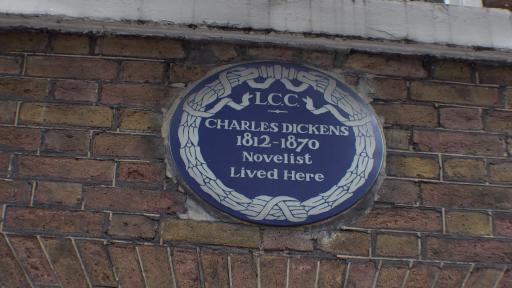 L.C.C.
CHARLES DICKENS
1812-1870
Novelist
Lived Here